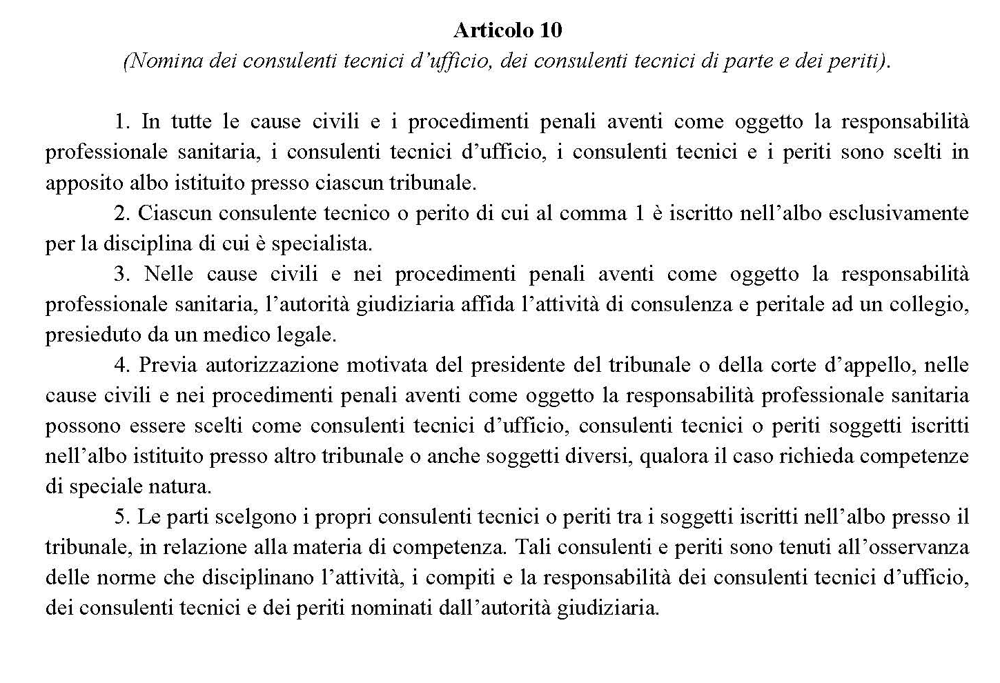 Articolo 10
(Nomina dei consulenti tecnici d’ufficio, dei consulenti tecnici di parte e dei periti).
1. In tutte le cause civili e i procedimenti penali aventi come oggetto la responsabilità
professionale sanitaria, i consulenti tecnici d’ufficio, i consulenti tecnici e i periti sono scelti in
apposito albo istituito presso ciascun tribunale.
2. Ciascun consulente tecnico o perito di cui al comma 1 è iscritto nell’albo esclusivamente
per la disciplina di cui è specialista.
3. Nelle cause civili e nei procedimenti penali aventi come oggetto la responsabilità
professionale sanitaria, l’autorità giudiziaria affida l’attività di consulenza e peritale ad un collegio,
presieduto da un medico legale.
4. Previa autorizzazione motivata del presidente del tribunale o della corte d’appello, nelle
cause civili e nei procedimenti penali aventi come oggetto la responsabilità professionale sanitaria
possono essere scelti come consulenti tecnici d’ufficio, consulenti tecnici o periti soggetti iscritti
nell’albo istituito presso altro tribunale o anche soggetti diversi, qualora il caso richieda competenze
di speciale natura.
5. Le parti scelgono i propri consulenti tecnici o periti tra i soggetti iscritti nell’albo presso il
tribunale, in relazione alla materia di competenza. Tali consulenti e periti sono tenuti all’osservanza
delle norme che disciplinano l’attività, i compiti e la responsabilità dei consulenti tecnici d’ufficio,
dei consulenti tecnici e dei periti nominati dall’autorità giudiziaria.